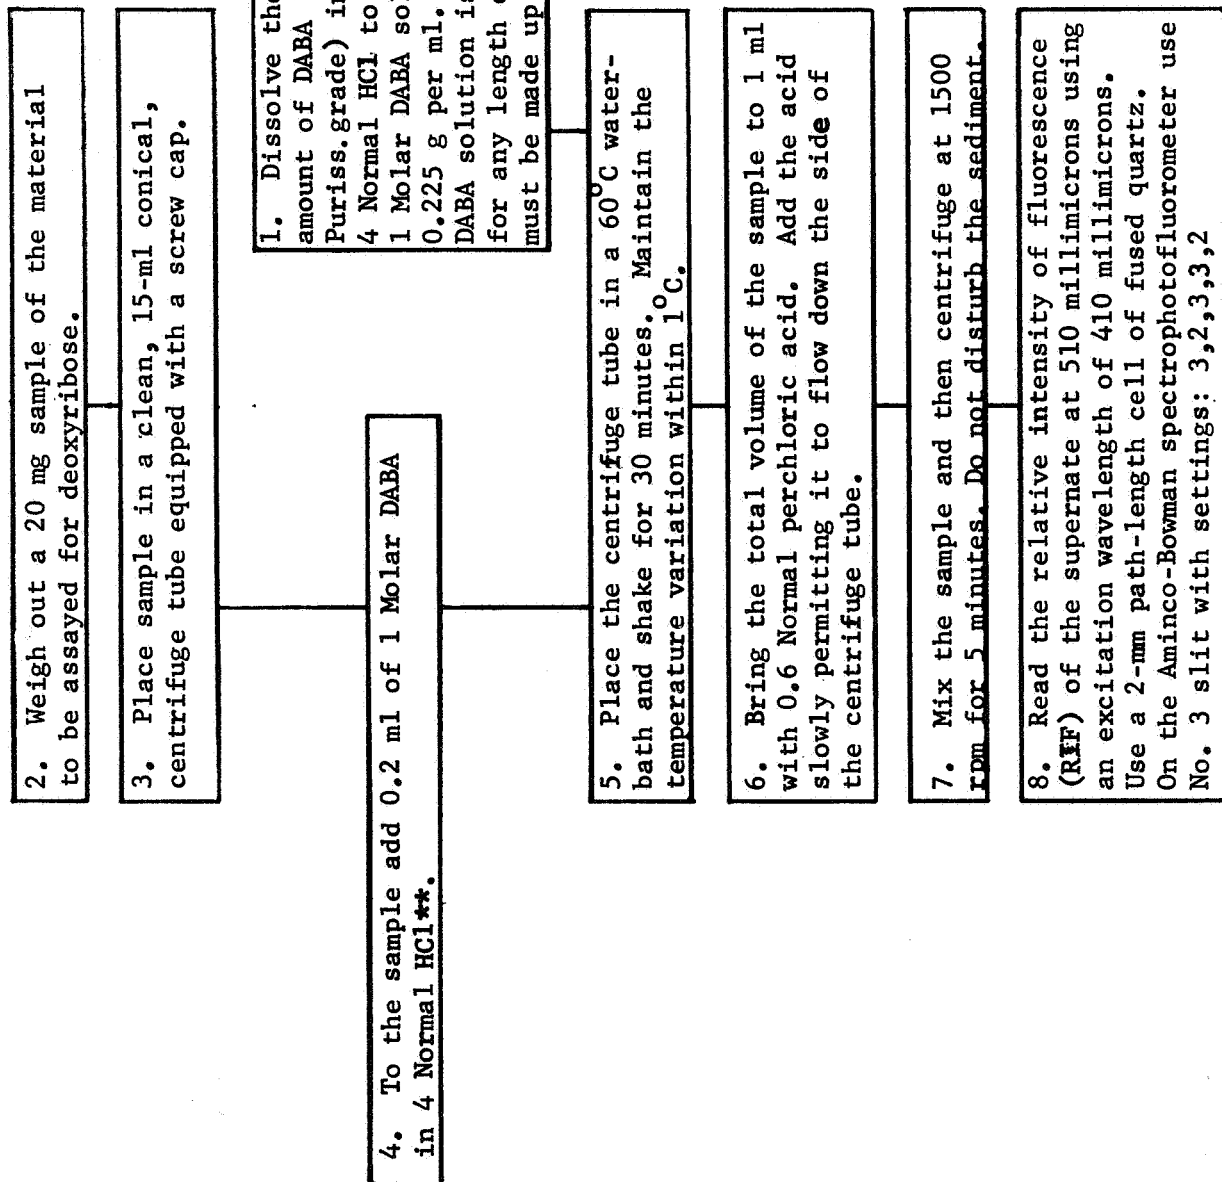 2. Weigh out a 20 mg sample of the material
to be assayed for deoxyribose.
3. Place sample in a clean, 15-ml conical,
centrifuge tube equipped with a screw cap.
1. Dissolve the
amount of DABA
Puriss.grade) in
4 Normal HCl to
1 Molar DABA sol
0.225 g per ml.
DABA solution is
for any length
must be made up
4. To the sample add 0.2 ml of 1 Molar DABA
in 4 Normal HCl**.
5. Place the centrifuge tube in a 60°C water-
bath and shake for 30 minutes. Maintain the
temperature variation within 1°C.
6. Bring the total volume of the sample to 1 ml
with 0.6 Normal perchloric acid. Add the acid
slowly permitting it to flow down the side of
the centrifuge tube.
7. Mix the sample and then centrifuge at 1500
rpm for 5 minutes. Do not disturb the sediment.
8. Read the relative intensity of fluorescence
(RIF) of the supernate at 510 millimicrons using
an excitation wavelength of 410 millimicrons.
Use a 2-mm path-length cell of fused quartz.
On the Aminco-Bowman spectrophotofluorometer use
No. 3 slit with settings: 3,2,3,3,2